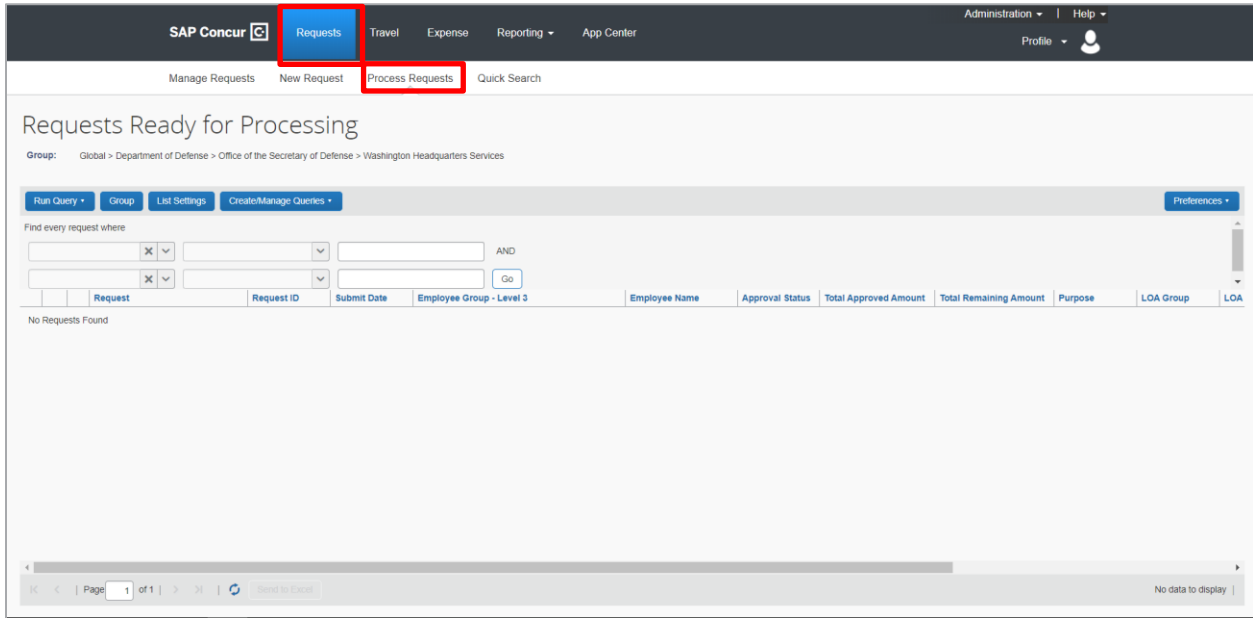 Administration | Help
SAP Concur C Requests Travel Expense Reporting App Center
Profile
Manage Requests New Request Process Requests Quick Search
Requests Ready for Processing
Group: Global > Department of Defense > Office of the Secretary of Defense > Washington Headquarters Services
Run Query Group List Settings Create/Manage Queries Preferences
Find every request where
AND
Go
Request Request ID Submit Date Employee Group - Level 3 Employee Name Approval Status Total Approved Amount Total Remaining Amount Purpose LOA Group LOA
No Requests Found
| Page 1 of 1 | | Send to Excel No data to display |